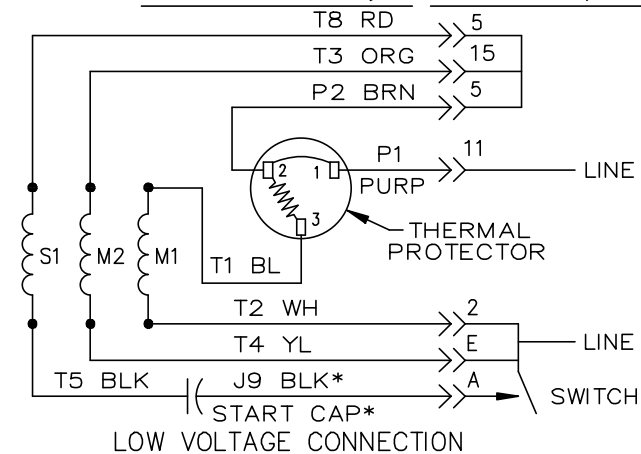 T8 RD 5
T3 ORG 15
P2 BRN 5
P1 11
2 1 LINE
PURP
3
THERMAL
PROTECTOR
S1 M2 M1
T1 BL
T2 WH 2
T4 YL E LINE
T5 BLK J9 BLK* A SWITCH
START CAP*
LOW VOLTAGE CONNECTION